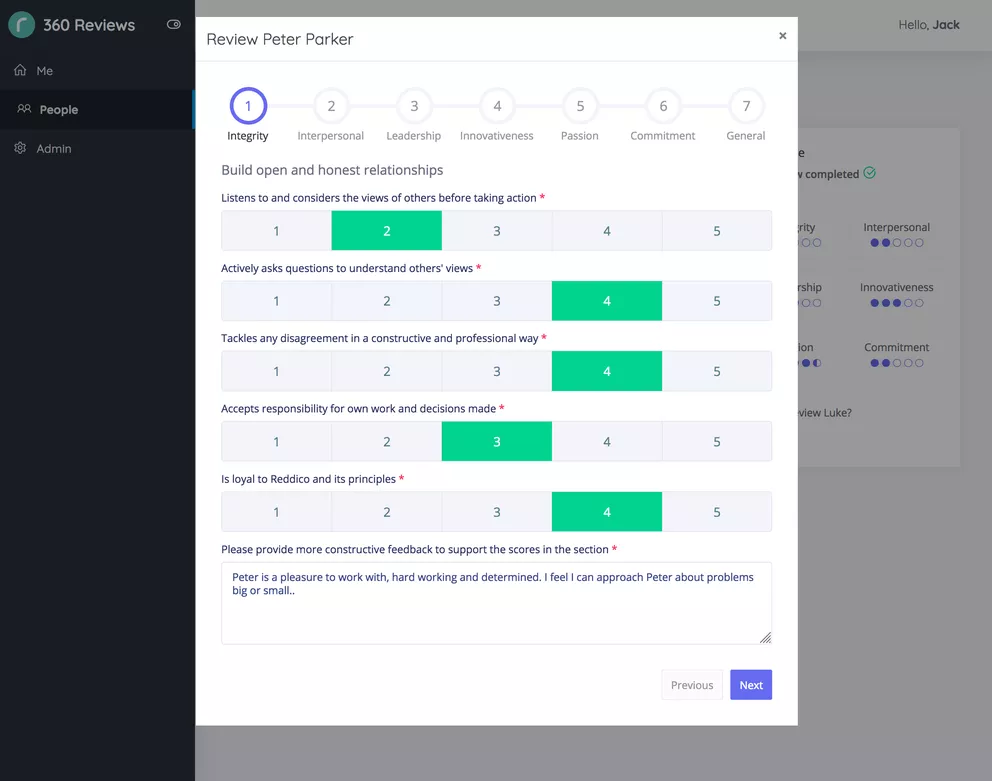 360 Reviews
Me
People
Admin
Hello, Jack
Review Peter Parker
×
1 2 3 4 5 6 7
Integrity Interpersonal Leadership Innovativeness Passion Commitment General
Build open and honest relationships
Listens to and considers the views of others before taking action *
1 2 3 4 5
Actively asks questions to understand others' views *
1 2 3 4 5
Tackles any disagreement in a constructive and professional way *
1 2 3 4 5
Accepts responsibility for own work and decisions made *
1 2 3 4 5
Is loyal to Reddico and its principles *
1 2 3 4 5
Please provide more constructive feedback to support the scores in the section *
Peter is a pleasure to work with, hard working and determined. I feel I can approach Peter about problems
big or small..
Previous Next
completed
Interpersonal
Innovativeness
Commitment
Luke?